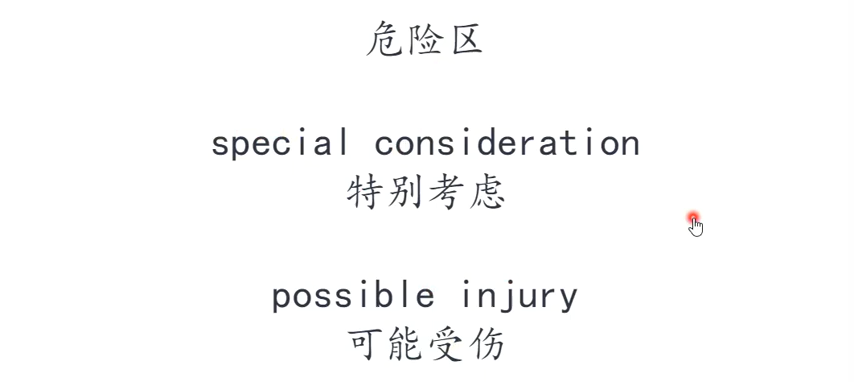 危险区
special consideration
特别考虑
possible injury
可能受伤